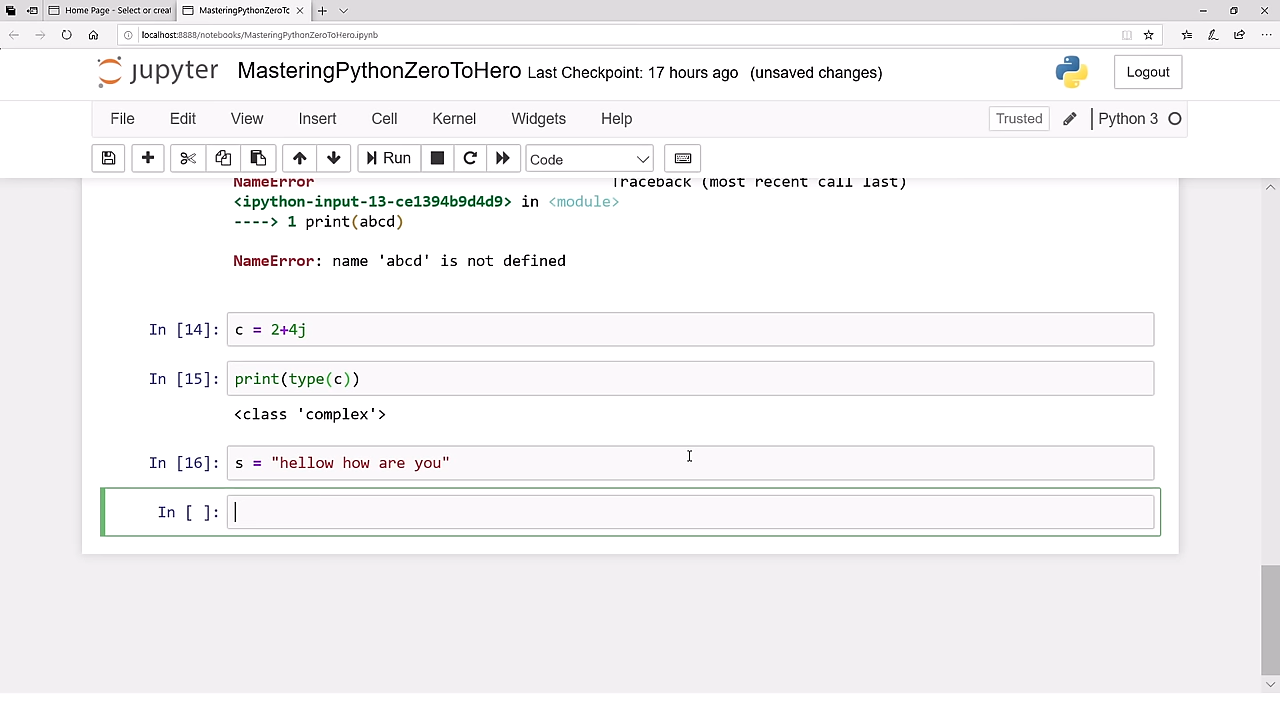 Home Page - Select or creat
MasteringPythonZeroTo
localhost:8888/notebooks/MasteringPythonZeroToHero.ipynb
jupyter MasteringPythonZeroToHero Last Checkpoint: 17 hours ago (unsaved changes)
Logout
File Edit View Insert Cell Kernel Widgets Help
Trusted Python 3
Run Code
NameError Traceback (most recent call last)
<ipython-input-13-ce1394b9d4d9> in <module>
----> 1 print(abcd)
NameError: name 'abcd' is not defined
In [14]: c = 2+4j
In [15]: print(type(c))
<class 'complex'>
In [16]: s = "hellow how are you"
In [ ]: